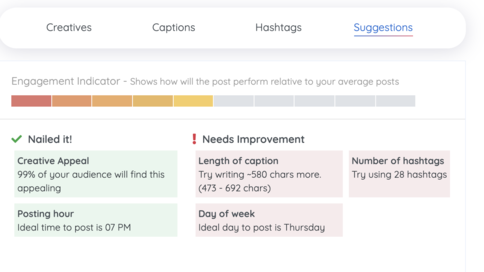 Creatives Captions Hashtags Suggestions
Engagement Indicator - Shows how will the post perform relative to your average posts
Nailed it!
Creative Appeal
99% of your audience will find this
appealing
Posting hour
Ideal time to post is 07 PM
! Needs Improvement
Length of caption
Try writing ~580 chars more.
(473 - 692 chars)
Number of hashtags
Try using 28 hashtags
Day of week
Ideal day to post is Thursday